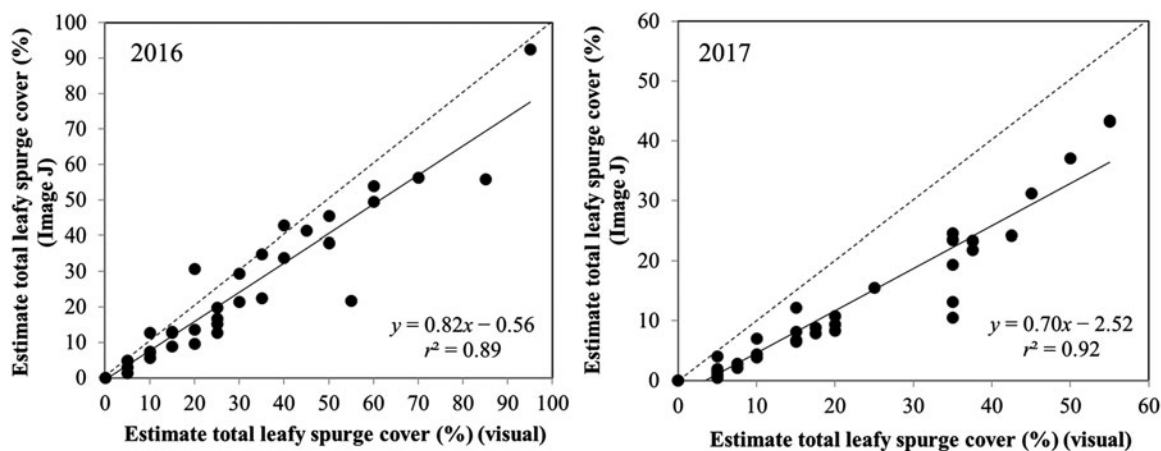 2016
Estimate total leafy spurge cover (%)
(Image J)
100
90
80
70
60
50
40
30
20
10
0
y = 0.82x – 0.56
r² = 0.89
0 10 20 30 40 50 60 70 80 90 100
Estimate total leafy spurge cover (%) (visual)
2017
Estimate total leafy spurge cover (%)
(Image J)
60
50
40
30
20
10
0
y = 0.70x – 2.52
r² = 0.92
0 10 20 30 40 50 60
Estimate total leafy spurge cover (%) (visual)